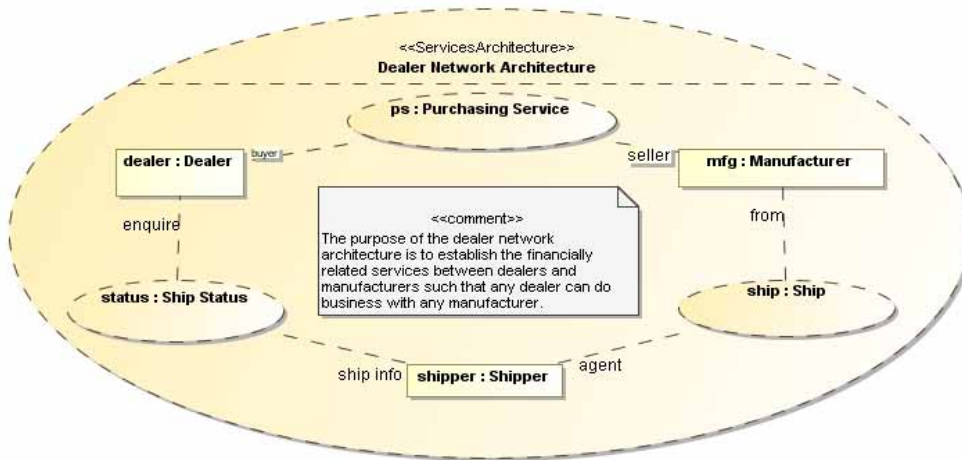 <<ServicesArchitecture>>
Dealer Network Architecture
ps : Purchasing Service
dealer : Dealer
buyer
seller
mfg : Manufacturer
enquire
from
<<comment>>
The purpose of the dealer network
architecture is to establish the financially
related services between dealers and
manufacturers such that any dealer can do
business with any manufacturer.
status : Ship Status
ship : Ship
ship info
shipper : Shipper
agent